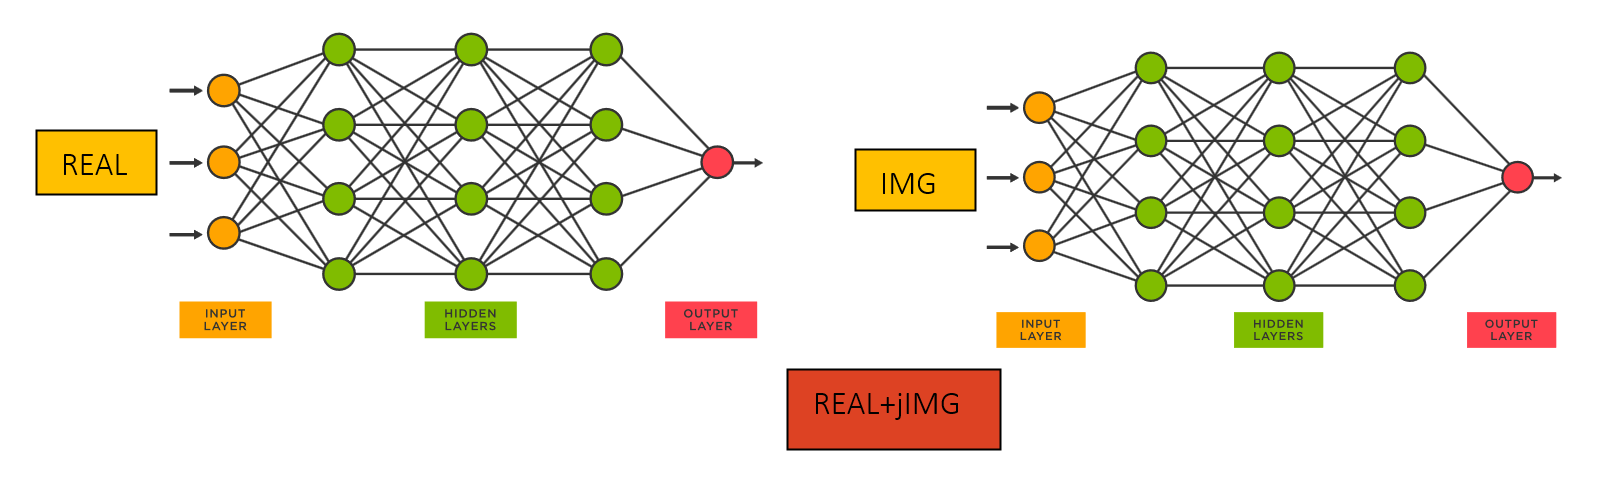 REAL
INPUT
LAYER
HIDDEN
LAYERS
OUTPUT
LAYER
IMG
INPUT
LAYER
HIDDEN
LAYERS
OUTPUT
LAYER
REAL+jIMG